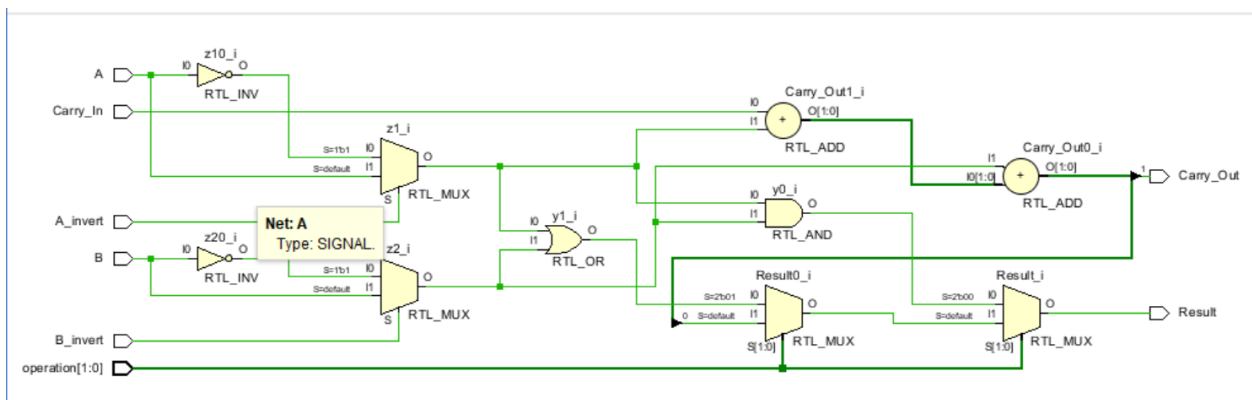 z10_i
A
I0
O
RTL_INV
Carry_In
Carry_Out1_i
I0
I1
O[1:0]
RTL_ADD
z1_i
S=1'b1
I0
S=default
I1
O
S
RTL_MUX
Carry_Out0_i
I1
I0[1:0]
O[1:0]
RTL_ADD
1
Carry_Out
A_invert
Net: A
Type: SIGNAL.
y0_i
I0
I1
O
RTL_AND
y1_i
I0
I1
O
RTL_OR
B
z20_i
I0
O
RTL_INV
z2_i
S=1'b1
I0
S=default
I1
O
S
RTL_MUX
Result0_i
S=2'b01
I0
0
S=default
I1
O
S[1:0]
RTL_MUX
Result_i
S=2'b00
I0
S=default
I1
O
S[1:0]
RTL_MUX
Result
B_invert
operation[1:0]